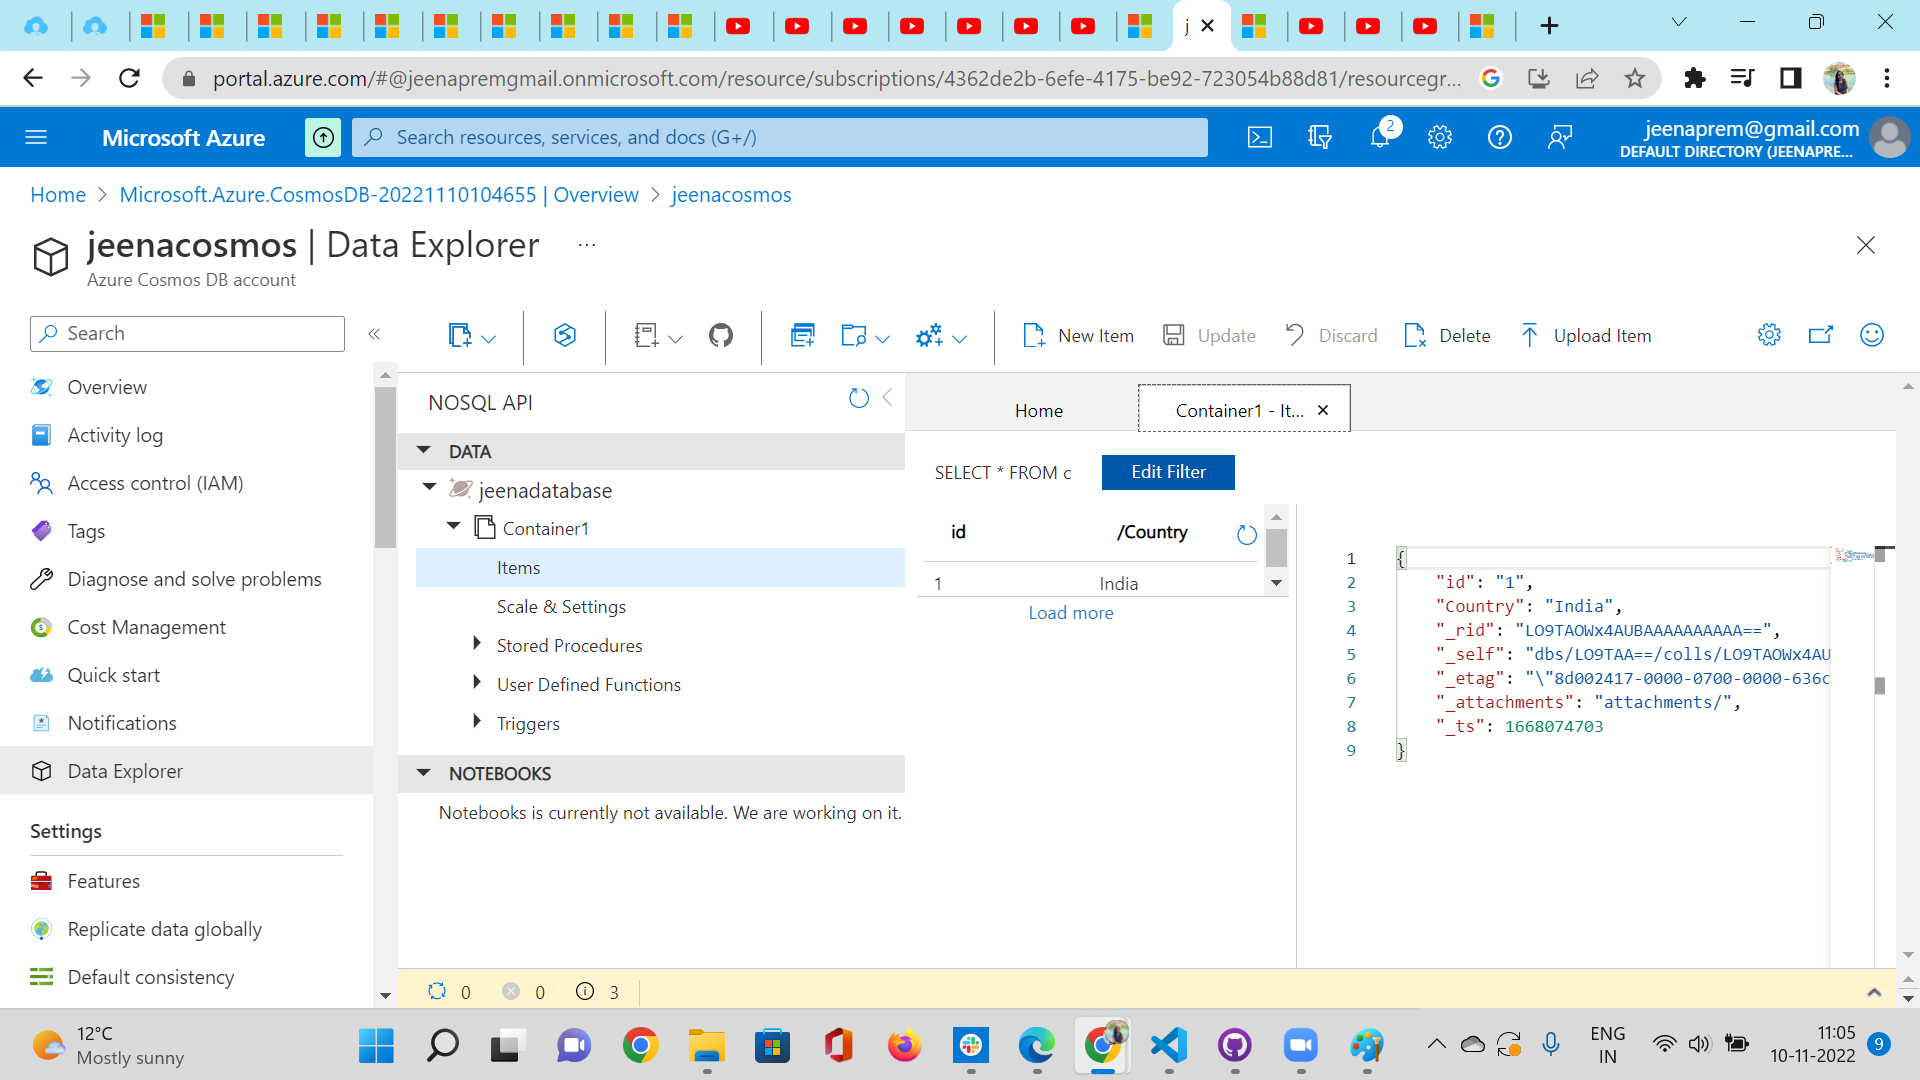 j
portal.azure.com/#@jeenapremgmail.onmicrosoft.com/resource/subscriptions/4362de2b-6efe-4175-be92-723054b88d81/resourcegr...
Microsoft Azure
Search resources, services, and docs (G+/)
2
jeenaprem@gmail.com
DEFAULT DIRECTORY (JEENAPRE...
Home > Microsoft.Azure.CosmosDB-20221110104655 | Overview > jeenacosmos
jeenacosmos | Data Explorer ...
Azure Cosmos DB account
Search
New Item
Update
Discard
Delete
Upload Item
Overview
Activity log
Access control (IAM)
Tags
Diagnose and solve problems
Cost Management
Quick start
Notifications
Data Explorer
Settings
Features
Replicate data globally
Default consistency
NOSQL API
DATA
jeenadatabase
Container1
Items
Scale & Settings
Stored Procedures
User Defined Functions
Triggers
NOTEBOOKS
Notebooks is currently not available. We are working on it.
Home
Container1 - It...
SELECT * FROM c
Edit Filter
id /Country
1 India
Load more
1 {
2 "id": "1",
3 "Country": "India",
4 "_rid": "LO9TAOWx4AUBAAAAAAAAAA==",
5 "_self": "dbs/LO9TAA==/colls/LO9TAOWx4AU
6 "_etag": "\"8d002417-0000-0700-0000-636c
7 "_attachments": "attachments/",
8 "_ts": 1668074703
9 }
0 0 3
12°C
Mostly sunny
ENG
IN
11:05
10-11-2022
9